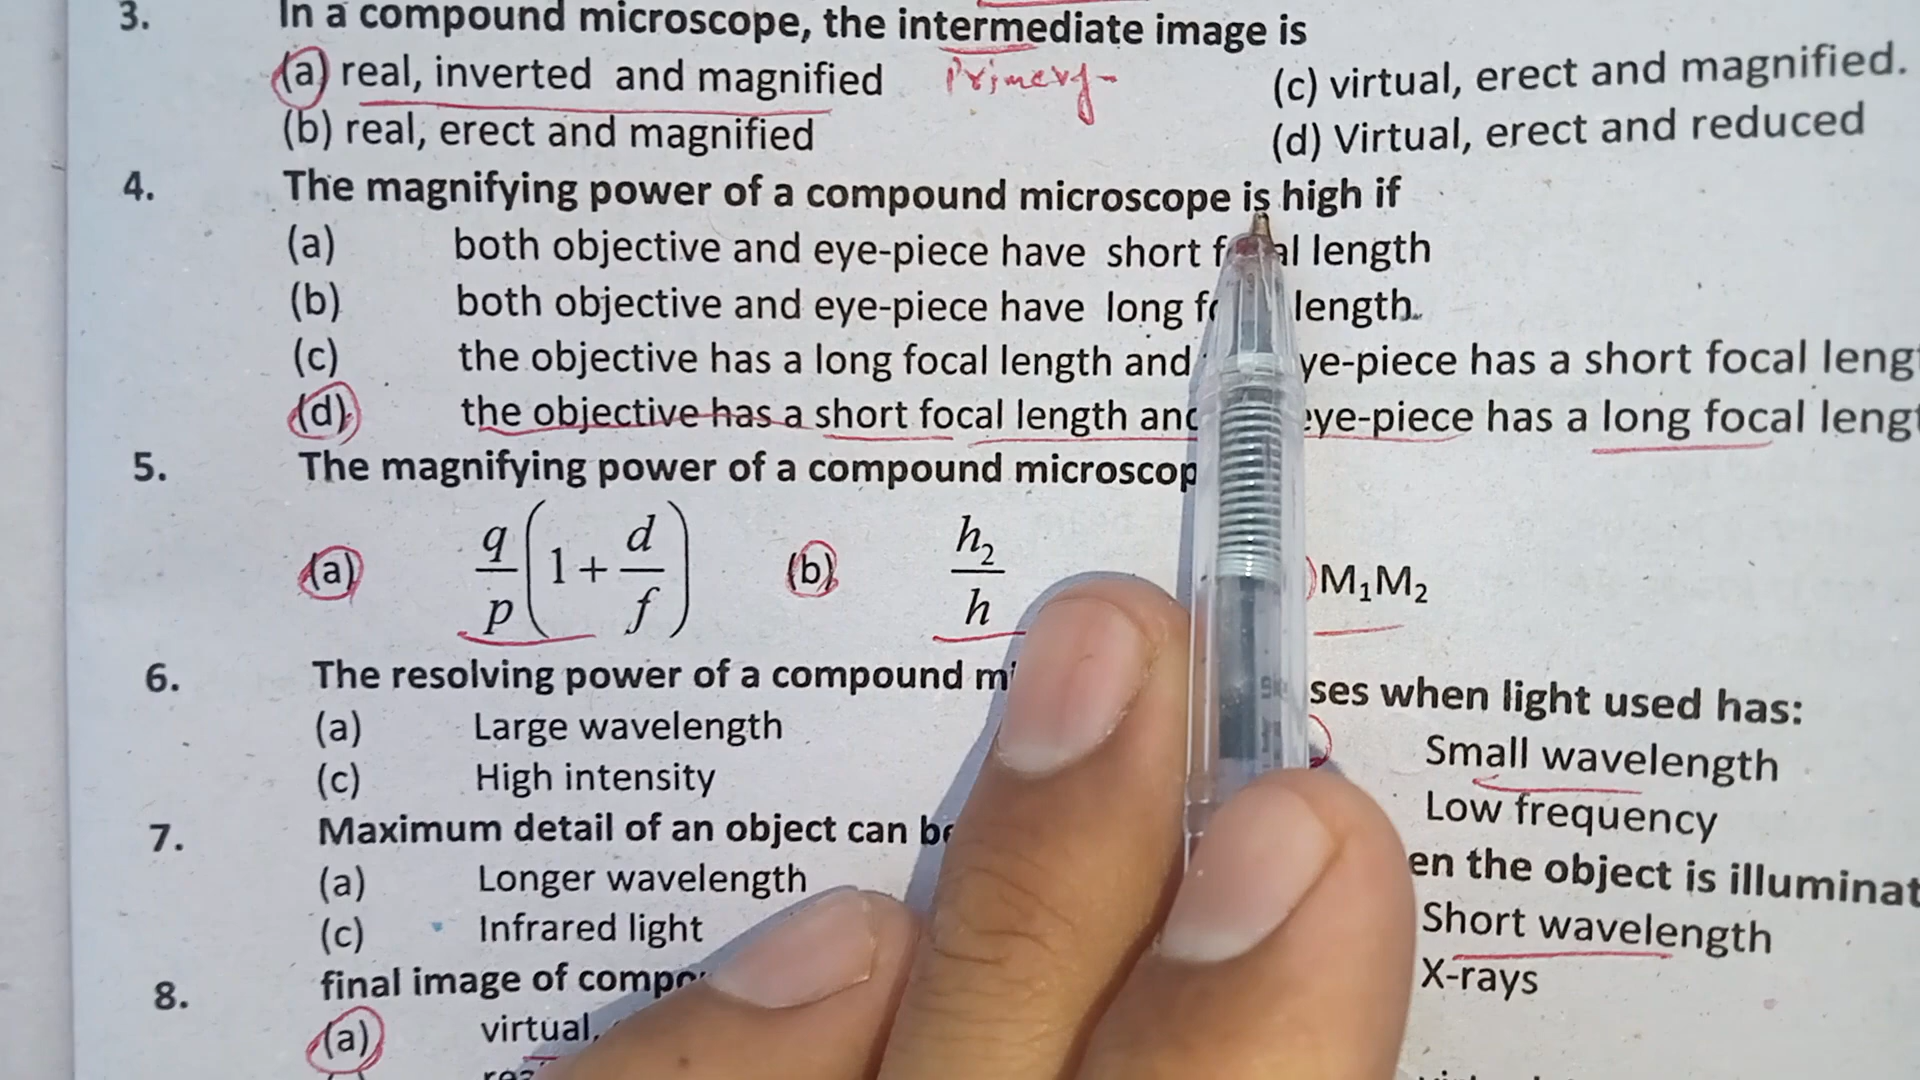 3. In a compound microscope, the intermediate image is
(a) real, inverted and magnified Primery (c) virtual, erect and magnified.
(b) real, erect and magnified (d) Virtual, erect and reduced
4. The magnifying power of a compound microscope is high if
(a) both objective and eye-piece have short length
(b) both objective and eye-piece have long length.
(c) the objective has a long focal length and ye-piece has a short focal leng
(d) the objective has a short focal length and eye-piece has a long focal lengt
5. The magnifying power of a compound microscop
(a) q/p (1 + d/f) (b) h₂/h M₁M₂
6. The resolving power of a compound m ses when light used has:
(a) Large wavelength Small wavelength
(c) High intensity Low frequency
7. Maximum detail of an object can be en the object is illuminat
(a) Longer wavelength Short wavelength
(c) Infrared light X-rays
8. final image of compo
(a) virtual,